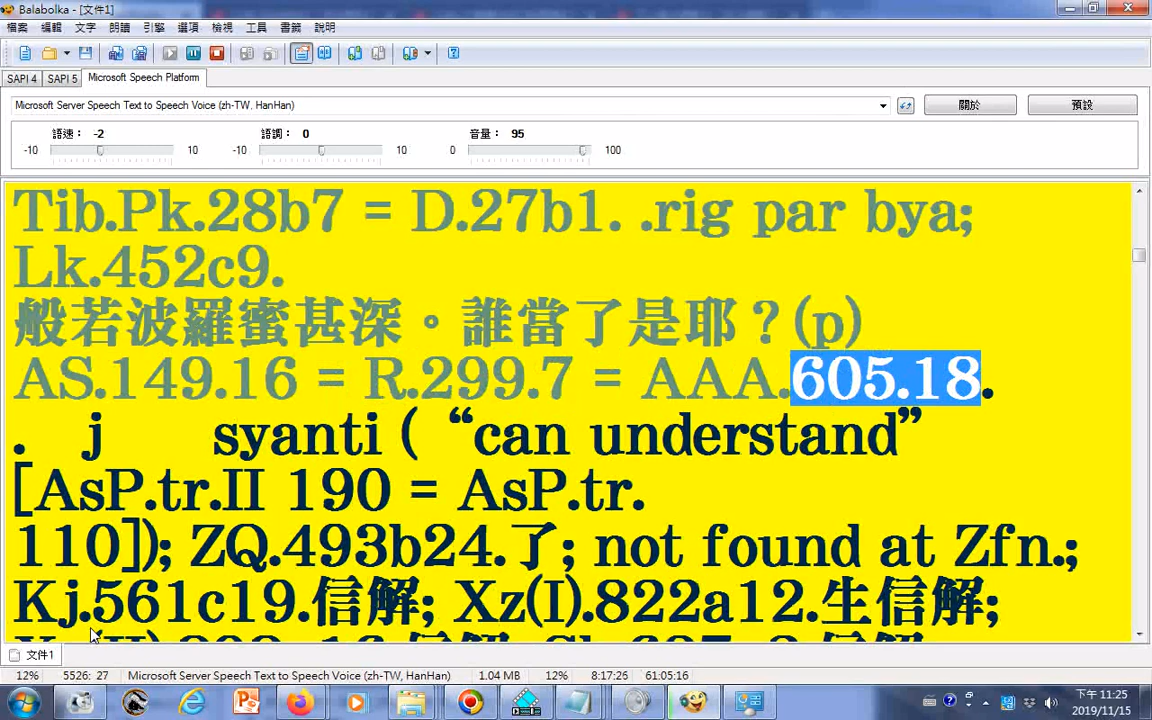 Balabolka - [文件1]
檔案 編輯 文字 朗讀 引擎 選項 檢視 工具 書籤 說明
SAPI 4 SAPI 5 Microsoft Speech Platform
Microsoft Server Speech Text to Speech Voice (zh-TW, HanHan) 關於 預設
語速： -2 語調： 0 音量： 95
-10 10 -10 10 0 100
Tib.Pk.28b7 = D.27b1. .rig par bya;
Lk.452c9.
般若波羅蜜甚深。誰當了是耶？(p)
AS.149.16 = R.299.7 = AAA.605.18.
. j syanti (“can understand”
[AsP.tr.II 190 = AsP.tr.
110]); ZQ.493b24.了; not found at Zfn.;
Kj.561c19.信解; Xz(I).822a12.生信解;
文件1
12% 5526: 27 Microsoft Server Speech Text to Speech Voice (zh-TW, HanHan) 1.04 MB 12% 8:17:25 61:05:16
下午 11:25
2019/11/15